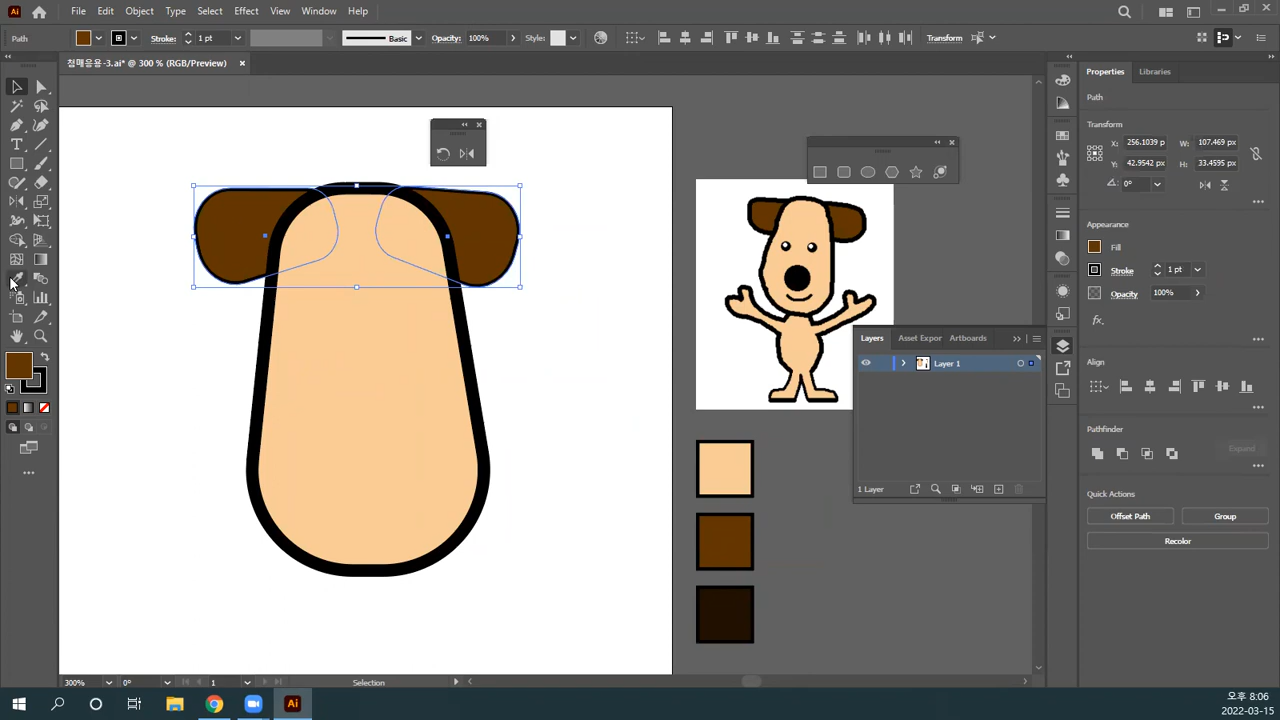 Ai File Edit Object Type Select Effect View Window Help
Path Stroke: 1 pt Basic Opacity: 100% Style: Transform
첨매응용-3.ai* @ 300 % (RGB/Preview)
Properties Libraries
Path
Transform
X: 256.1039 p W: 107.469 px
Y: 42.9542 px H: 33.4595 px
0°
Appearance
Fill
Stroke 1 pt
Opacity 100%
fx.
Layers Asset Expor Artboards
Layer 1
1 Layer
Align
Pathfinder
Expand
Quick Actions
Offset Path Group
Recolor
300% 0° 1 Selection
Ai 오후 8:06
2022-03-15